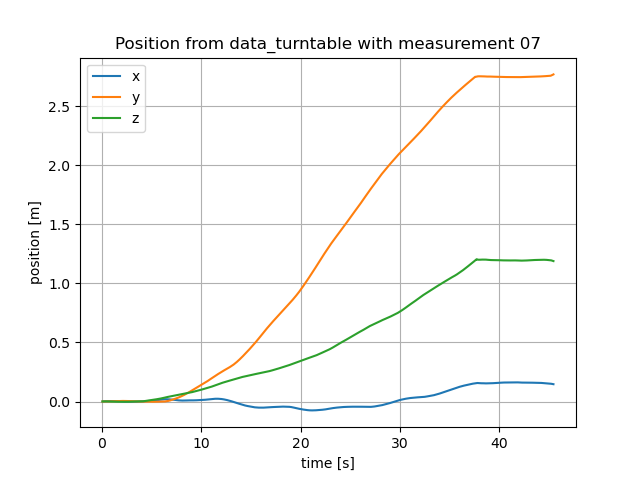 Position from data_turntable with measurement 07
x
y
z
position [m]
2.5
2.0
1.5
1.0
0.5
0.0
0 10 20 30 40
time [s]